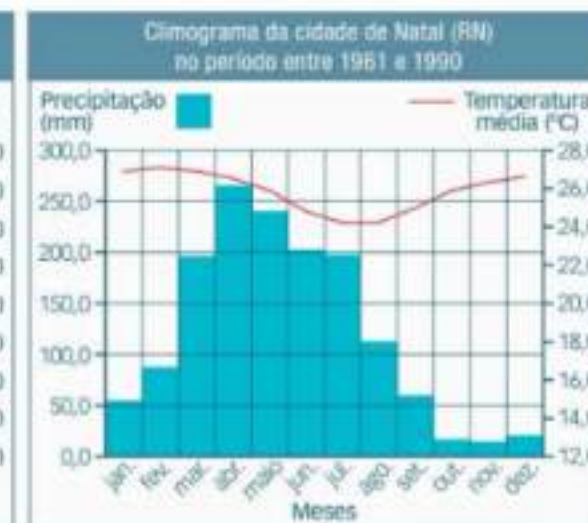 Climograma da cidade de Natal (RN)
no período entre 1961 e 1990
Precipitação
(mm)
Temperatura
média (ºC)
300,0
250,0
200,0
150,0
100,0
50,0
0,0
28,0
26,0
24,0
22,0
20,0
18,0
16,0
14,0
12,0
jan. fev. mar. abr. maio jun. jul. ago. set. out. nov. dez.
Meses